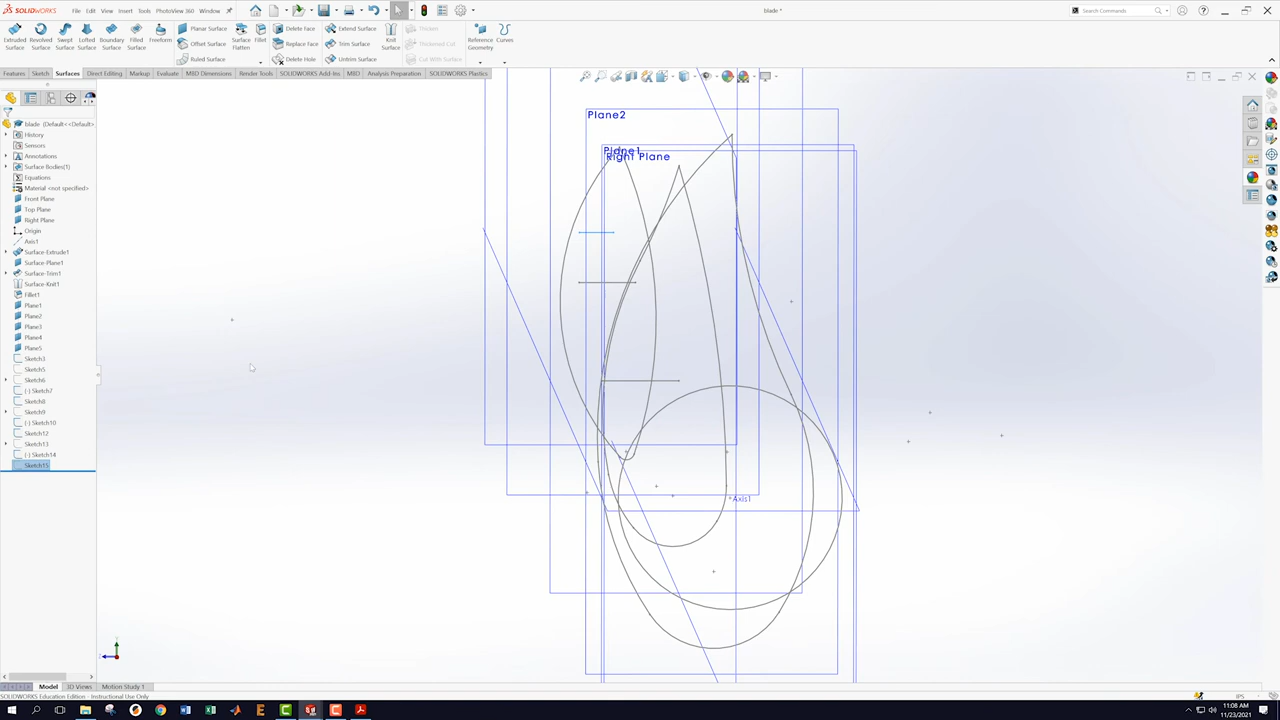 SOLIDWORKS File Edit View Insert Tools PhotoView 360 Window
blade *
Search Commands
Extruded Surface Revolved Surface Swept Surface Lofted Surface Boundary Surface Filled Surface Freeform
Planar Surface
Offset Surface
Ruled Surface
Surface Flatten
Fillet
Delete Face
Replace Face
Delete Hole
Extend Surface
Trim Surface
Untrim Surface
Knit Surface
Thicken
Thickened Cut
Cut With Surface
Reference Geometry
Curves
Features Sketch Surfaces Direct Editing Markup Evaluate MBD Dimensions Render Tools SOLIDWORKS Add-Ins MBD Analysis Preparation SOLIDWORKS Plastics
blade (Default<<Default>
History
Sensors
Annotations
Surface Bodies(1)
Equations
Material <not specified>
Front Plane
Top Plane
Right Plane
Origin
Axis1
Surface-Extrude1
Surface-Plane1
Surface-Trim1
Surface-Knit1
Fillet1
Plane1
Plane2
Plane3
Plane4
Plane5
Sketch3
Sketch5
Sketch6
(-) Sketch7
Sketch8
Sketch9
(-) Sketch10
Sketch12
Sketch13
(-) Sketch14
Sketch15
Plane2
Plane1
Right Plane
Axis1
Model 3D Views Motion Study 1
SOLIDWORKS Education Edition - Instructional Use Only
IPS
11:08 AM
11/23/2021